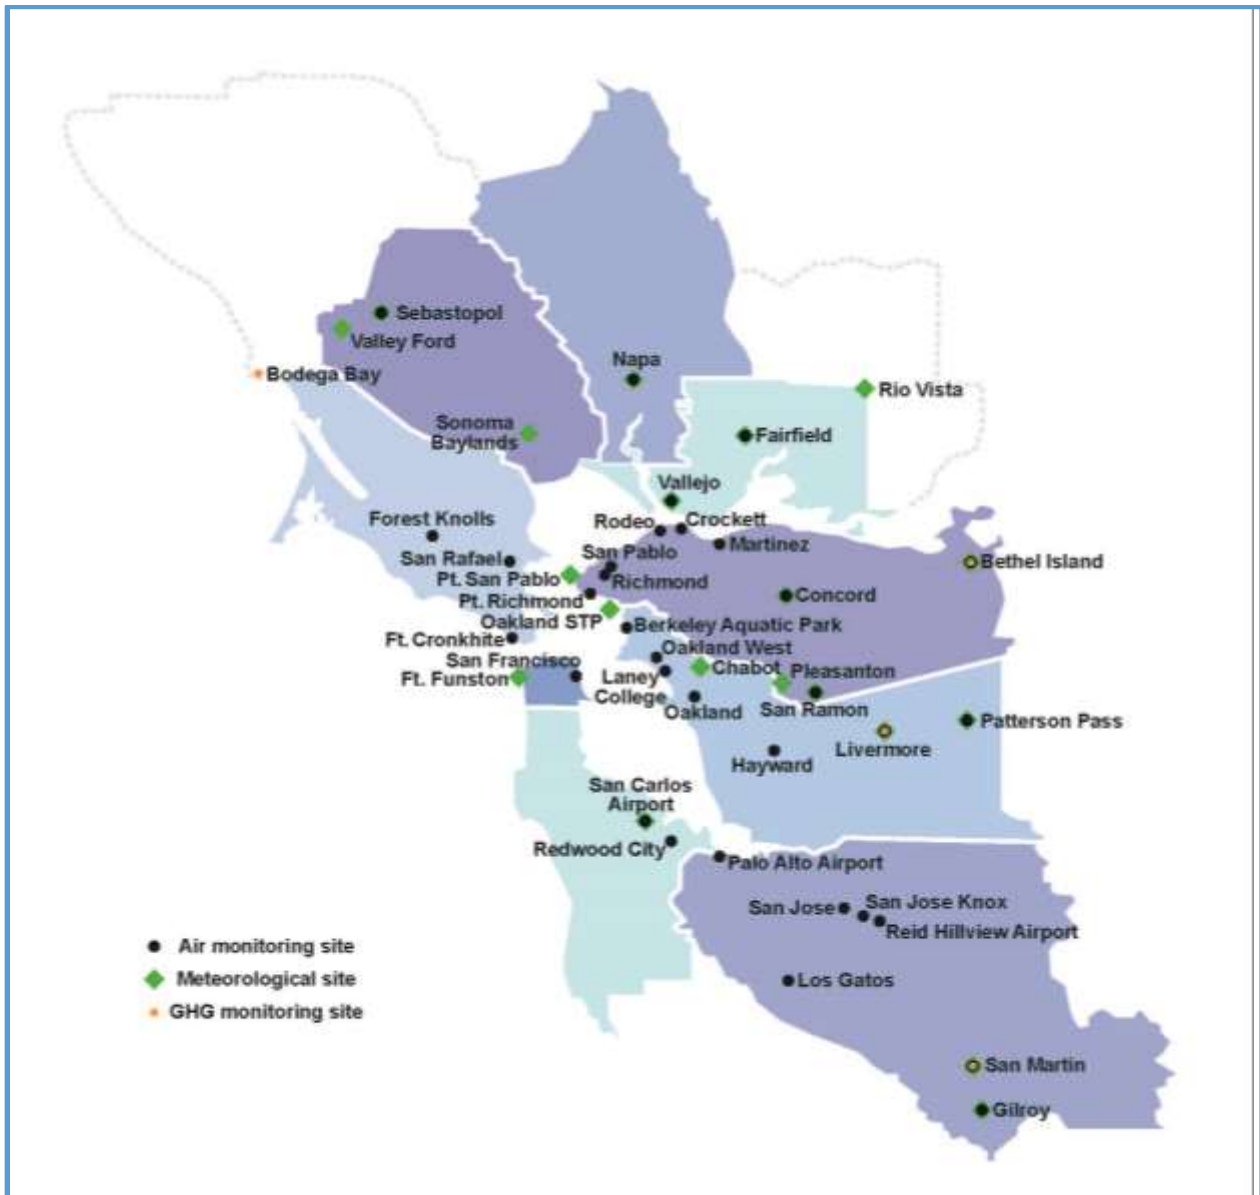 Sebastopol
Valley Ford
Napa
Bodega Bay
Rio Vista
Sonoma
Baylands
Fairfield
Vallejo
Forest Knolls
Rodeo
Crockett
San Pablo
Martinez
San Rafael
Bethel Island
Pt. San Pablo
Richmond
Pt. Richmond
Concord
Oakland STP
Berkeley Aquatic Park
Ft. Cronkhite
Oakland West
San Francisco
Chabot
Pleasanton
Ft. Funston
Laney
College
Oakland
San Ramon
Patterson Pass
Livermore
Hayward
San Carlos
Airport
Redwood City
Palo Alto Airport
San Jose
San Jose Knox
Reid Hillview Airport
Air monitoring site
Meteorological site
GHG monitoring site
Los Gatos
San Martin
Gilroy